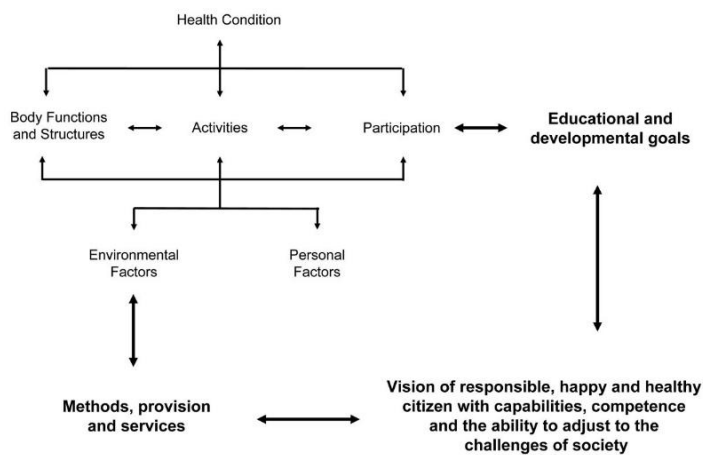 Health Condition
Body Functions
and Structures
Activities
Participation
Educational and
developmental goals
Environmental
Factors
Personal
Factors
Methods, provision
and services
Vision of responsible, happy and healthy
citizen with capabilities, competence
and the ability to adjust to the
challenges of society